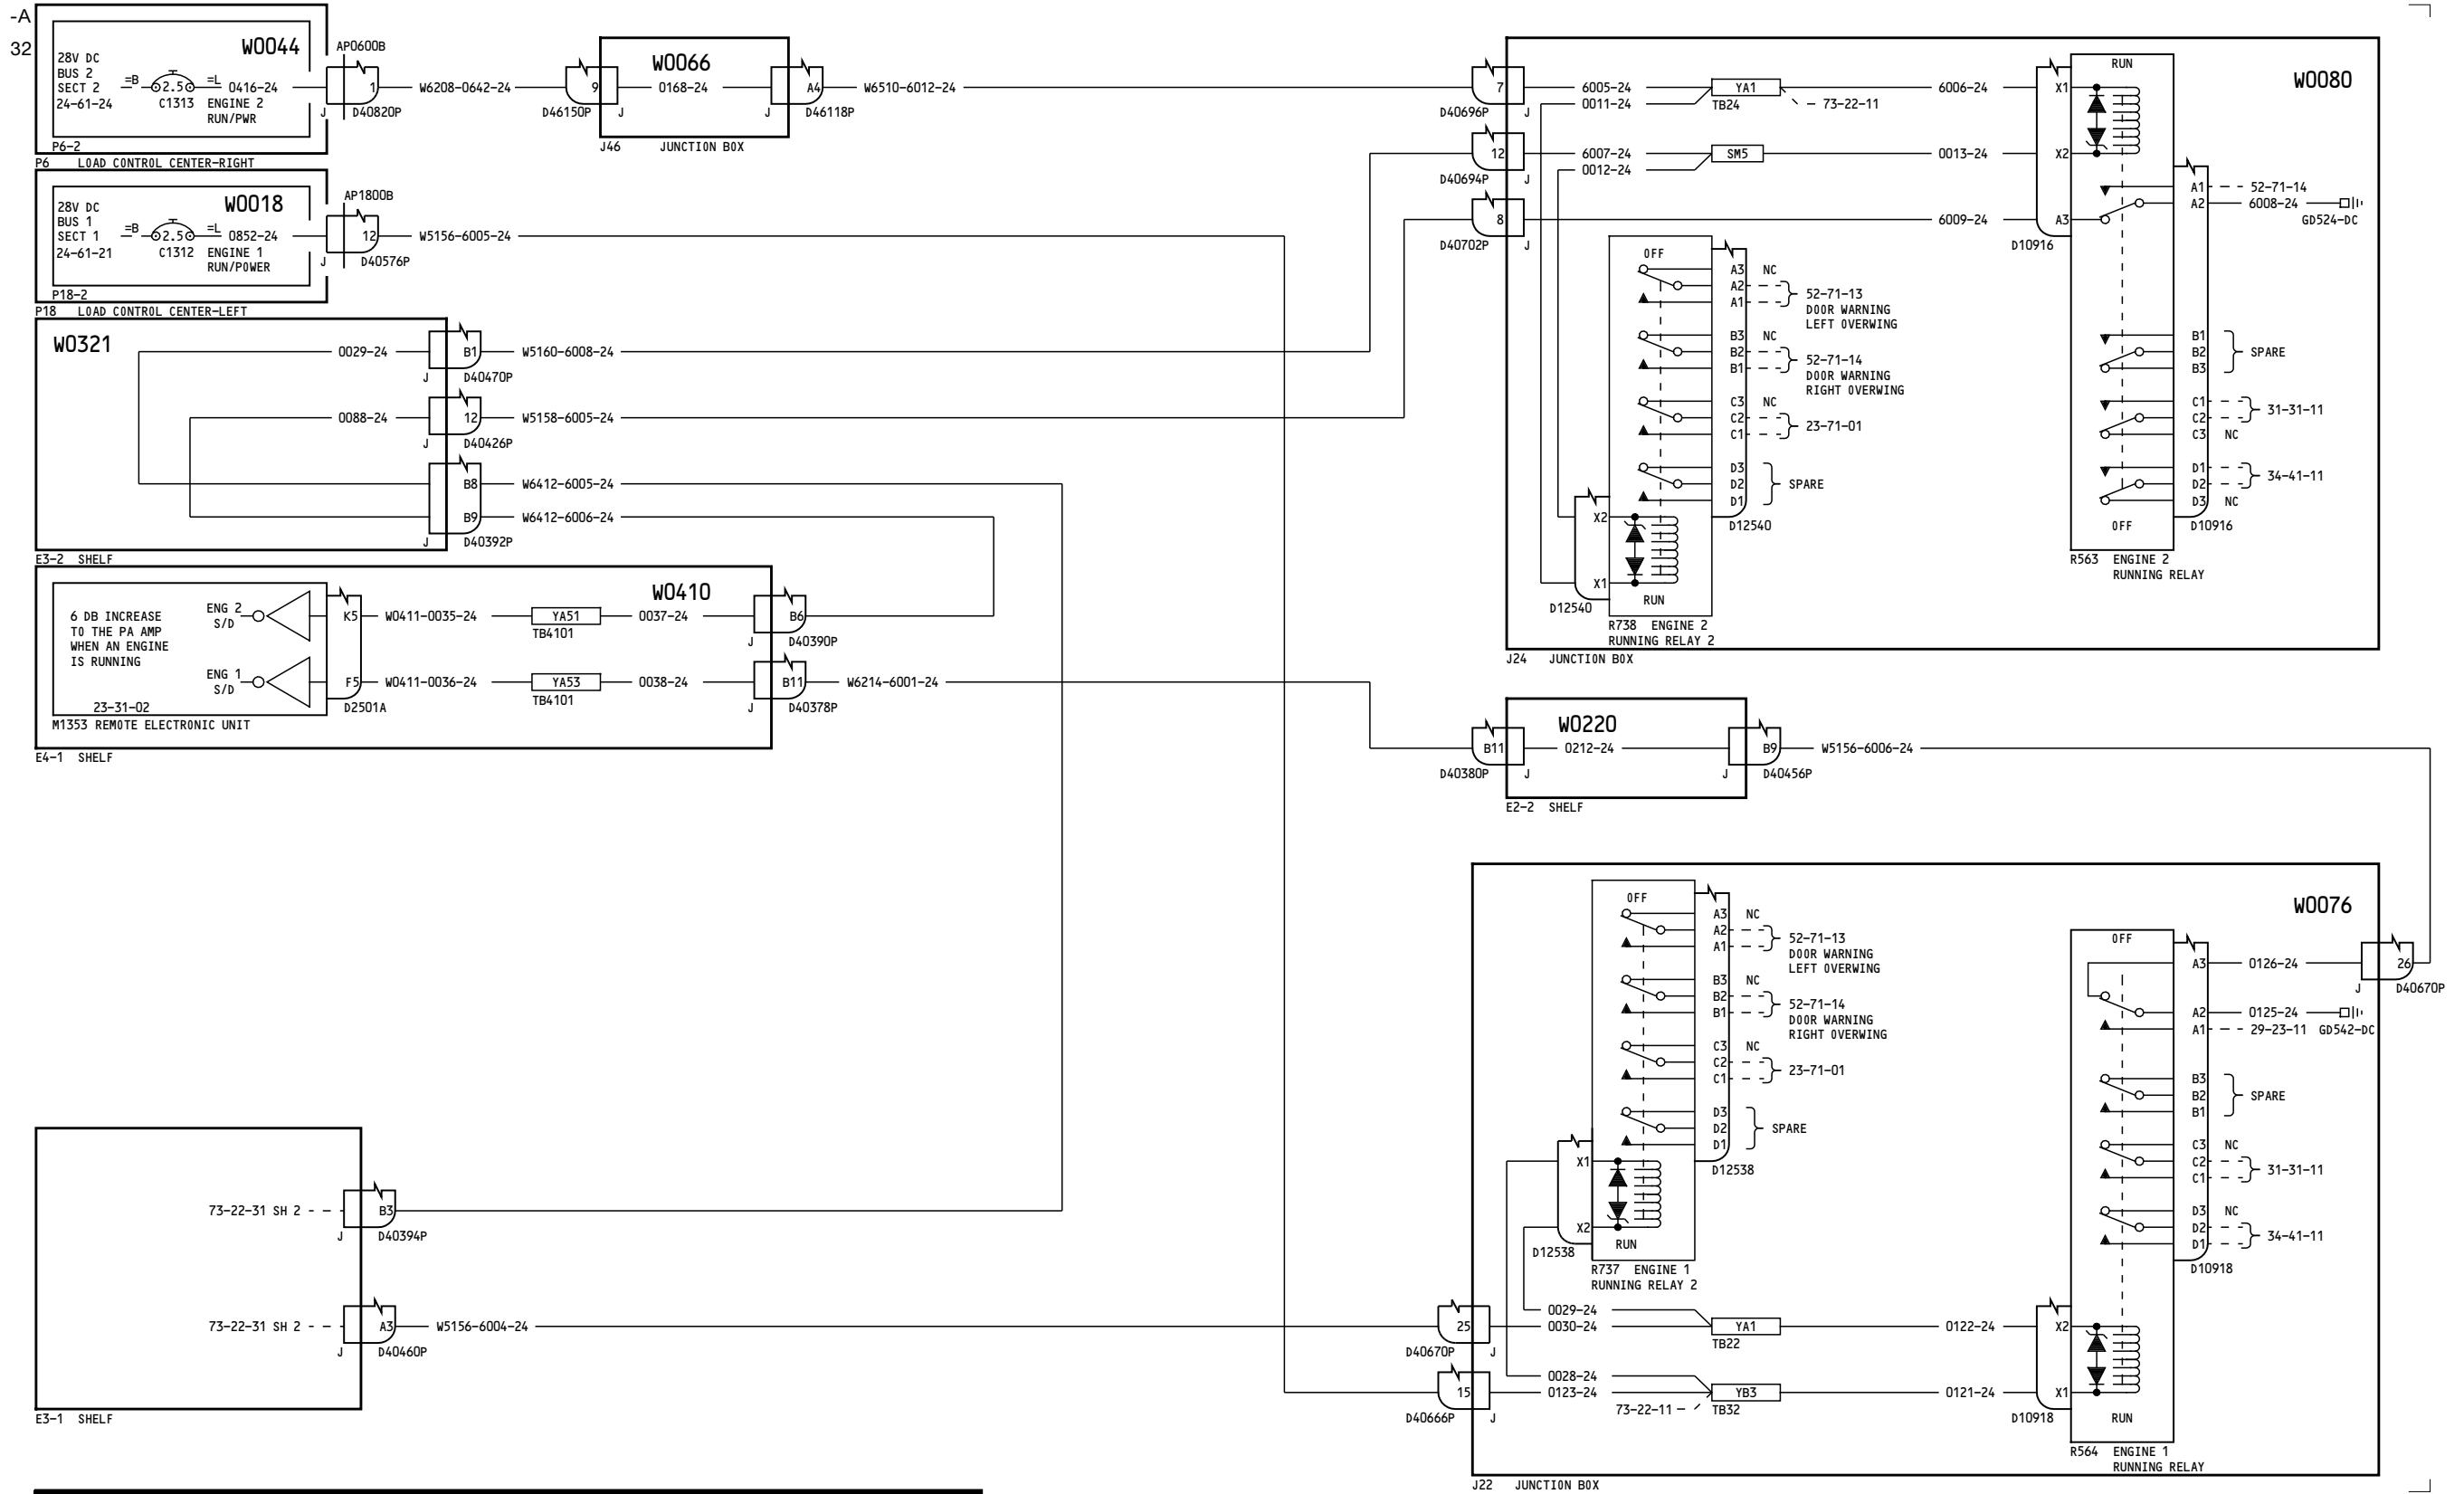 -A
32
W0044
28V DC
BUS 2
SECT 2
24-61-24
=B
2.5
=L
0416-24
C1313
ENGINE 2
RUN/PWR
P6-2
P6 LOAD CONTROL CENTER-RIGHT
AP0600B
1
J
D40820P
W6208-0642-24
9
D46150P
J
W0066
0168-24
A4
J
D46118P
J46 JUNCTION BOX
W6510-6012-24
W0018
28V DC
BUS 1
SECT 1
24-61-21
=B
2.5
=L
0852-24
C1312
ENGINE 1
RUN/POWER
P18-2
P18 LOAD CONTROL CENTER-LEFT
AP1800B
12
J
D40576P
W5156-6005-24
W0321
0029-24
B1
J
D40470P
W5160-6008-24
0088-24
12
J
D40426P
W5158-6005-24
B8
W6412-6005-24
B9
W6412-6006-24
J
D40392P
E3-2 SHELF
W0410
6 DB INCREASE
TO THE PA AMP
WHEN AN ENGINE
IS RUNNING
ENG 2
S/D
K5
W0411-0035-24
YA51
TB4101
0037-24
B6
J
D40390P
ENG 1
S/D
F5
W0411-0036-24
YA53
TB4101
0038-24
B11
J
D40378P
W6214-6001-24
23-31-02
D2501A
M1353 REMOTE ELECTRONIC UNIT
E4-1 SHELF
W0080
7
D40696P
J
6005-24
0011-24
YA1
TB24
73-22-11
6006-24
X1
12
D40694P
J
6007-24
0012-24
SM5
0013-24
X2
8
D40702P
J
6009-24
A3
D10916
RUN
A1
52-71-14
A2
6008-24
GD524-DC
B1
B2
B3
SPARE
C1
C2
C3
31-31-11
NC
D1
D2
D3
34-41-11
NC
OFF
D10916
R563 ENGINE 2
RUNNING RELAY
OFF
A3 NC
A2
A1
52-71-13
DOOR WARNING
LEFT OVERWING
B3 NC
B2
B1
52-71-14
DOOR WARNING
RIGHT OVERWING
C3 NC
C2
C1
23-71-01
D3
D2
D1
SPARE
D12540
X2
X1
D12540
RUN
R738 ENGINE 2
RUNNING RELAY 2
J24 JUNCTION BOX
W0220
B11
D40380P
J
0212-24
B9
J
D40456P
W5156-6006-24
E2-2 SHELF
W0076
OFF
A3 NC
A2
A1
52-71-13
DOOR WARNING
LEFT OVERWING
B3 NC
B2
B1
52-71-14
DOOR WARNING
RIGHT OVERWING
C3 NC
C2
C1
23-71-01
D3
D2
D1
SPARE
D12538
X1
X2
D12538
RUN
R737 ENGINE 1
RUNNING RELAY 2
OFF
A3
0126-24
26
J
D40670P
A2
0125-24
A1
29-23-11
GD542-DC
B3
B2
B1
SPARE
C3 NC
C2
C1
31-31-11
D3 NC
D2
D1
34-41-11
D10918
73-22-31 SH 2
B3
J
D40394P
73-22-31 SH 2
A3
J
D40460P
W5156-6004-24
E3-1 SHELF
25
D40670P
J
0029-24
0030-24
YA1
TB22
0122-24
X2
15
D40666P
J
0028-24
0123-24
73-22-11
YB3
TB32
0121-24
X1
D10918
RUN
R564 ENGINE 1
RUNNING RELAY
J22 JUNCTION BOX